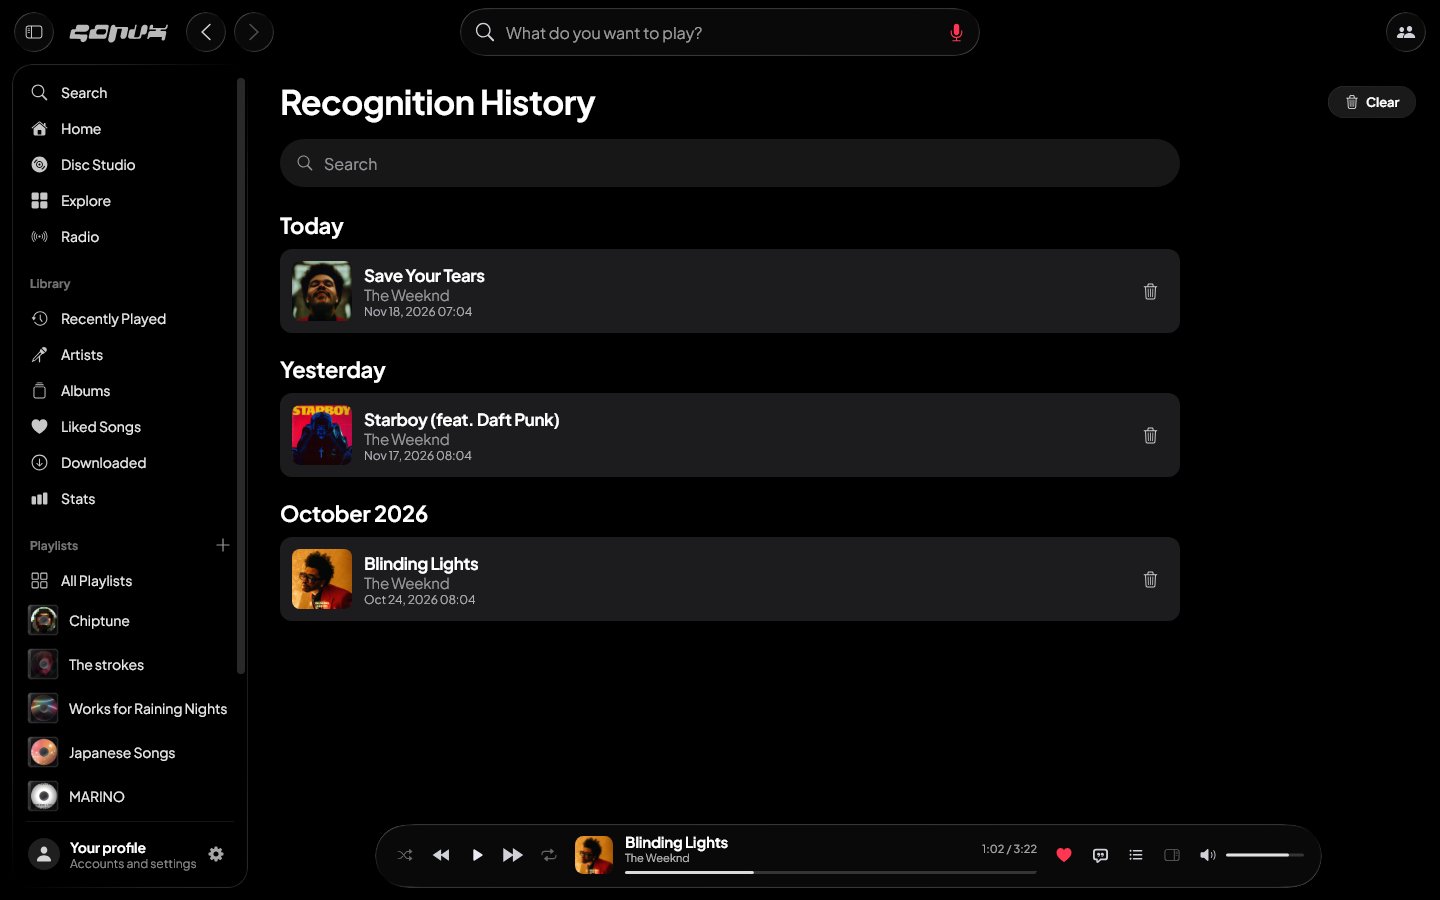 What do you want to play?
Search
Home
Disc Studio
Explore
Radio
Library
Recently Played
Artists
Albums
Liked Songs
Downloaded
Stats
Playlists
All Playlists
Chiptune
The strokes
Works for Raining Nights
Japanese Songs
MARINO
Your profile
Accounts and settings
Recognition History
Clear
Search
Today
Save Your Tears
The Weeknd
Nov 18, 2026 07:04
Yesterday
STARBOY
Starboy (feat. Daft Punk)
The Weeknd
Nov 17, 2026 08:04
October 2026
Blinding Lights
The Weeknd
Oct 24, 2026 08:04
Blinding Lights
The Weeknd
1:02 / 3:22